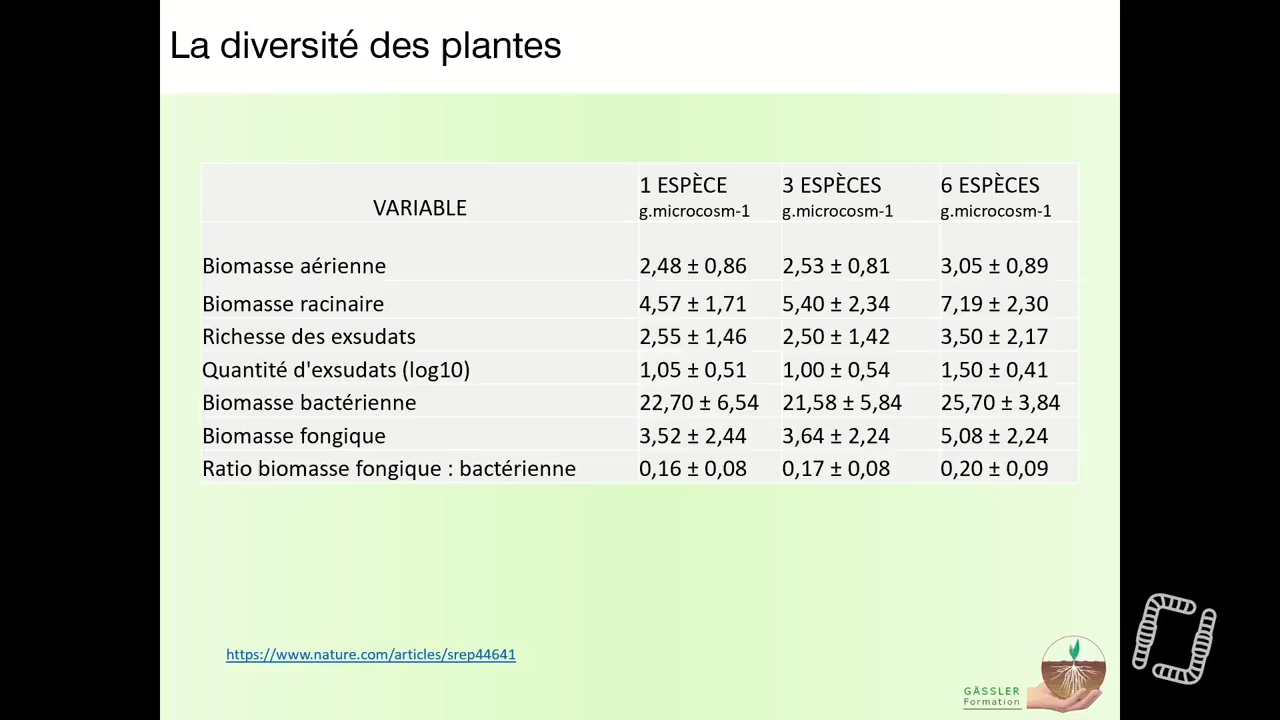 La diversité des plantes
VARIABLE 1 ESPÈCE g.microcosm-1 3 ESPÈCES g.microcosm-1 6 ESPÈCES g.microcosm-1
Biomasse aérienne 2,48 ± 0,86 2,53 ± 0,81 3,05 ± 0,89
Biomasse racinaire 4,57 ± 1,71 5,40 ± 2,34 7,19 ± 2,30
Richesse des exsudats 2,55 ± 1,46 2,50 ± 1,42 3,50 ± 2,17
Quantité d'exsudats (log10) 1,05 ± 0,51 1,00 ± 0,54 1,50 ± 0,41
Biomasse bactérienne 22,70 ± 6,54 21,58 ± 5,84 25,70 ± 3,84
Biomasse fongique 3,52 ± 2,44 3,64 ± 2,24 5,08 ± 2,24
Ratio biomasse fongique : bactérienne 0,16 ± 0,08 0,17 ± 0,08 0,20 ± 0,09
https://www.nature.com/articles/srep44641
GÄSSLER
Formation